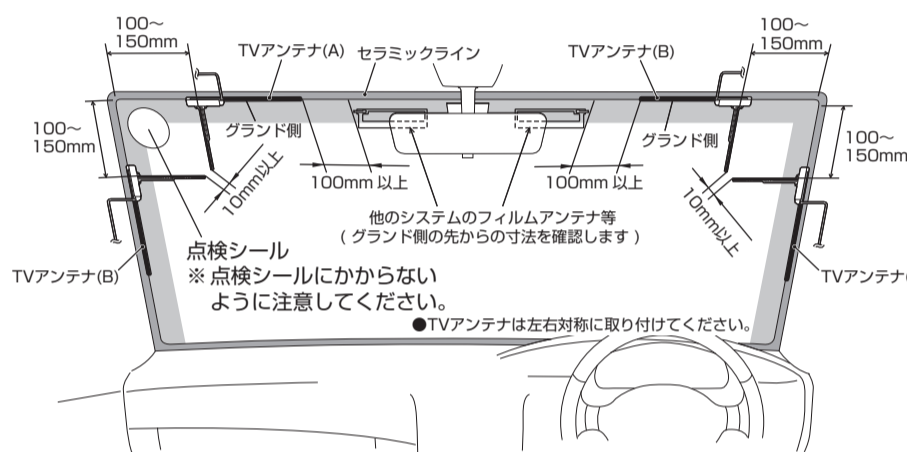 100〜
150mm
TVアンテナ(A)
セラミックライン
TVアンテナ(B)
100〜
150mm
100〜
150mm
グランド側
10mm以上
100mm 以上
100mm 以上
グランド側
10mm以上
100〜
150mm
他のシステムのフィルムアンテナ等
( グランド側の先からの寸法を確認します )
点検シール
※ 点検シールにかからない
ように注意してください。
TVアンテナ(B)
TVアンテナ(
●TVアンテナは左右対称に取り付けてください。